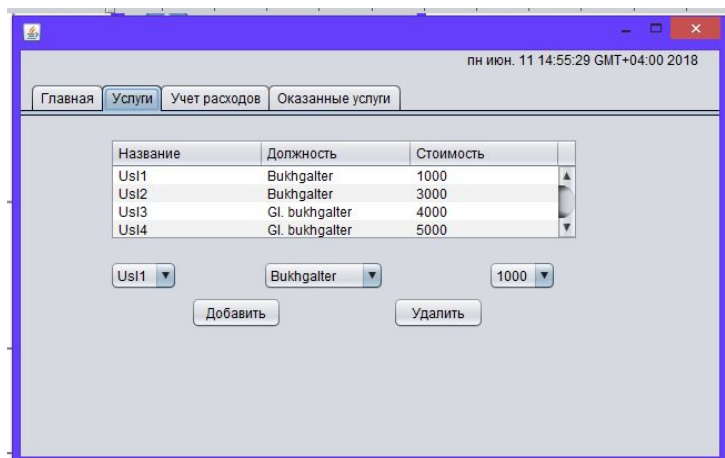 пн июн. 11 14:55:29 GMT+04:00 2018
Главная Услуги Учет расходов Оказанные услуги
Название Должность Стоимость
Usl1 Bukhgalter 1000
Usl2 Bukhgalter 3000
Usl3 Gl. bukhgalter 4000
Usl4 Gl. bukhgalter 5000
Usl1 Bukhgalter 1000
Добавить Удалить